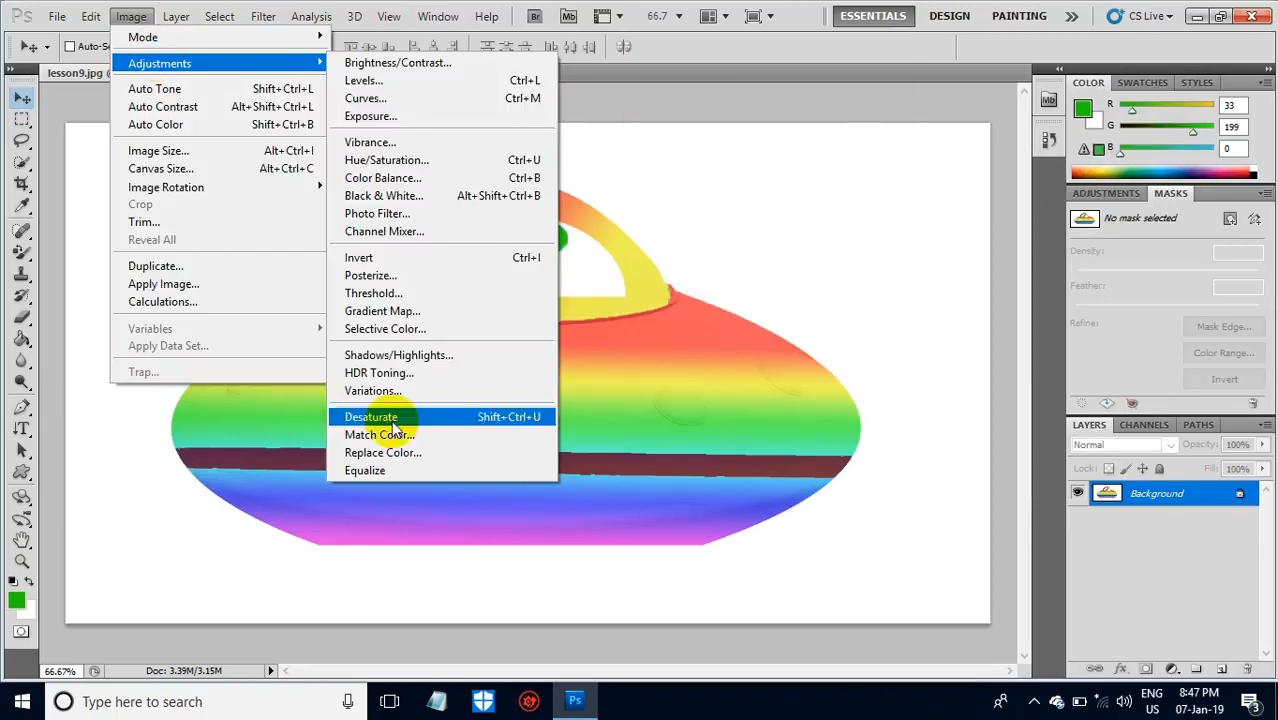 Ps File Edit Image Layer Select Filter Analysis 3D View Window Help Br Mb 66.7 ESSENTIALS DESIGN PAINTING CS Live
Auto-Se
lesson9.jpg @
Mode
Adjustments
Auto Tone Shift+Ctrl+L
Auto Contrast Alt+Shift+Ctrl+L
Auto Color Shift+Ctrl+B
Image Size... Alt+Ctrl+I
Canvas Size... Alt+Ctrl+C
Image Rotation
Crop
Trim...
Reveal All
Duplicate...
Apply Image...
Calculations...
Variables
Apply Data Set...
Trap...
Brightness/Contrast...
Levels... Ctrl+L
Curves... Ctrl+M
Exposure...
Vibrance...
Hue/Saturation... Ctrl+U
Color Balance... Ctrl+B
Black & White... Alt+Shift+Ctrl+B
Photo Filter...
Channel Mixer...
Invert Ctrl+I
Posterize...
Threshold...
Gradient Map...
Selective Color...
Shadows/Highlights...
HDR Toning...
Variations...
Desaturate Shift+Ctrl+U
Match Color...
Replace Color...
Equalize
Mb
COLOR SWATCHES STYLES
R 33
G 199
B 0
ADJUSTMENTS MASKS
No mask selected
Density:
Feather:
Refine: Mask Edge...
Color Range...
Invert
LAYERS CHANNELS PATHS
Normal Opacity: 100%
Lock: Fill: 100%
Background
66.67% Doc: 3.39M/3.15M
Type here to search
Ps
ENG
US
8:47 PM
07-Jan-19
3